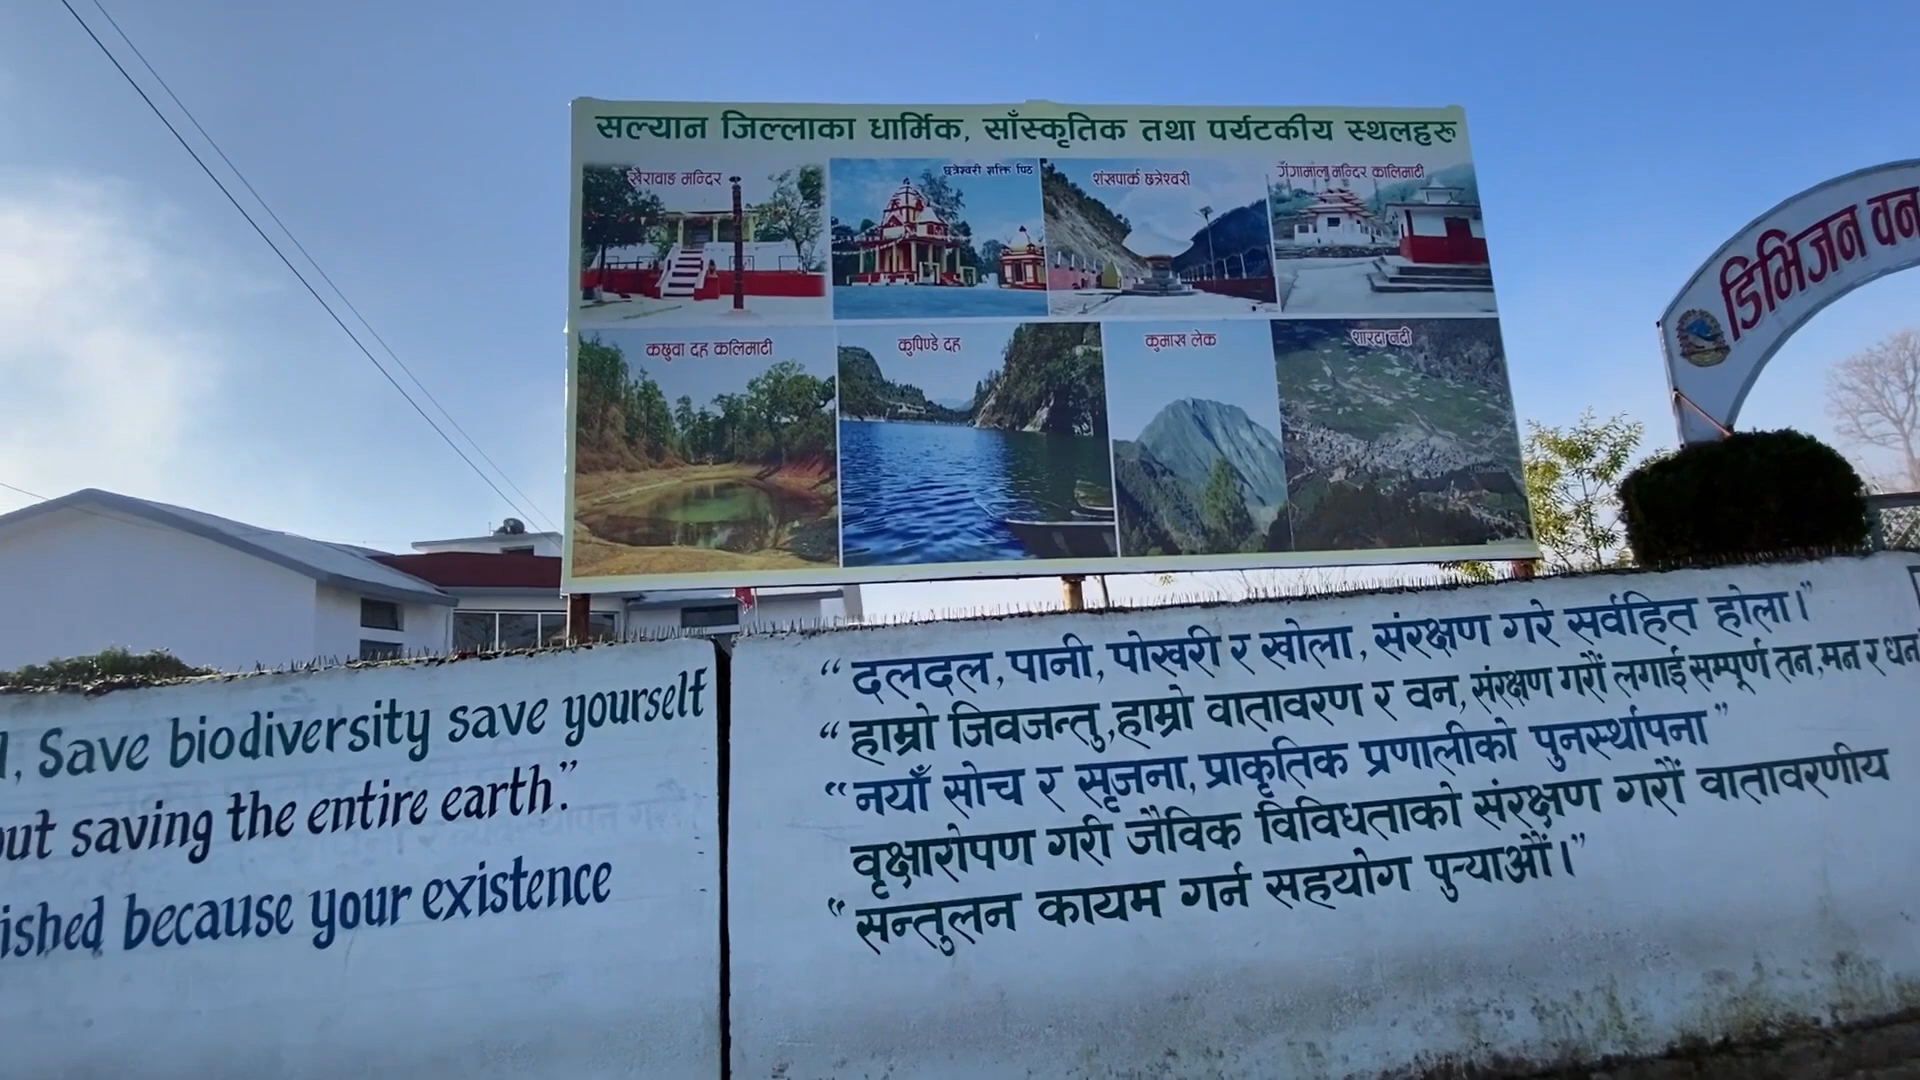 सल्यान जिल्लाका धार्मिक, साँस्कृतिक तथा पर्यटकीय स्थलहरू
खैरावाङ मन्दिर
छत्रेश्वरी शक्ति पिठ
शंखपार्क छत्रेश्वरी
गंगामाला मन्दिर कालिमाटी
कछुवा दह कलिमाटी
कुपिण्डे दह
कुमाख लेक
शारदा नदी
डिभिजन वन
, Save biodiversity save yourself
saving the entire earth."
because your existence
“दलदल, पानी, पोखरी र खोला, संरक्षण गरे सर्वहित होला।”
“हाम्रो जिवजन्तु, हाम्रो वातावरण र वन, संरक्षण गरौं लगाई सम्पूर्ण तन, मन र धन
“नयाँ सोच र सृजना, प्राकृतिक प्रणालीको पुनर्स्थापना”
वृक्षारोपण गरी जैविक विविधताको संरक्षण गरौं वातावरणीय
“सन्तुलन कायम गर्न सहयोग पुऱ्याऔं।”